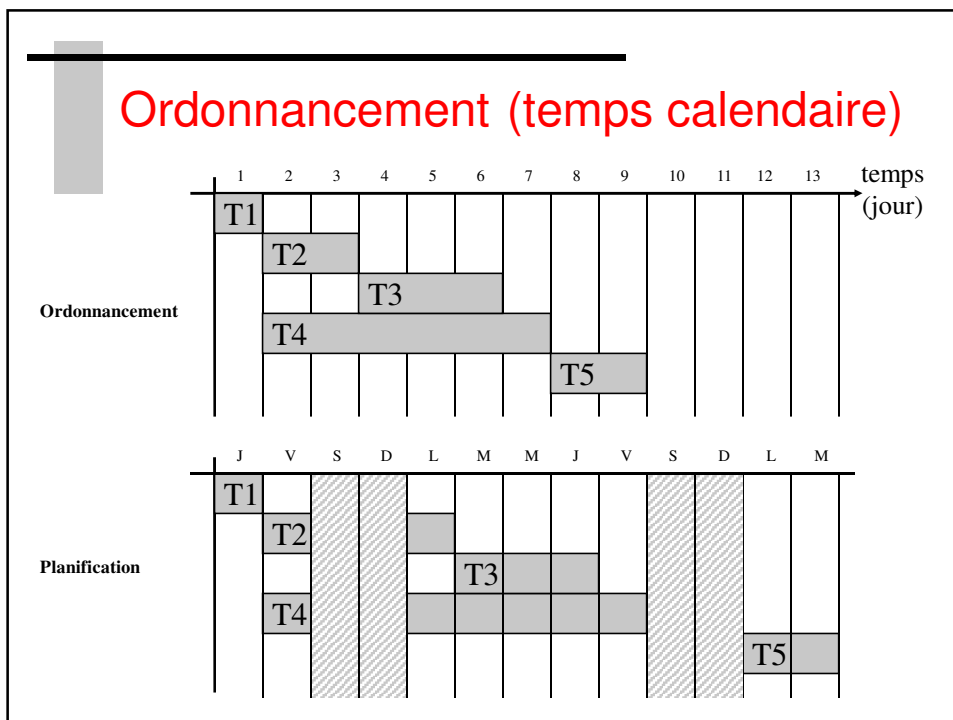 Ordonnancement (temps calendaire)
1 2 3 4 5 6 7 8 9 10 11 12 13 temps
(jour)
T1
T2
T3
Ordonnancement
T4
T5
J V S D L M M J V S D L M
T1
T2
Planification
T3
T4
T5